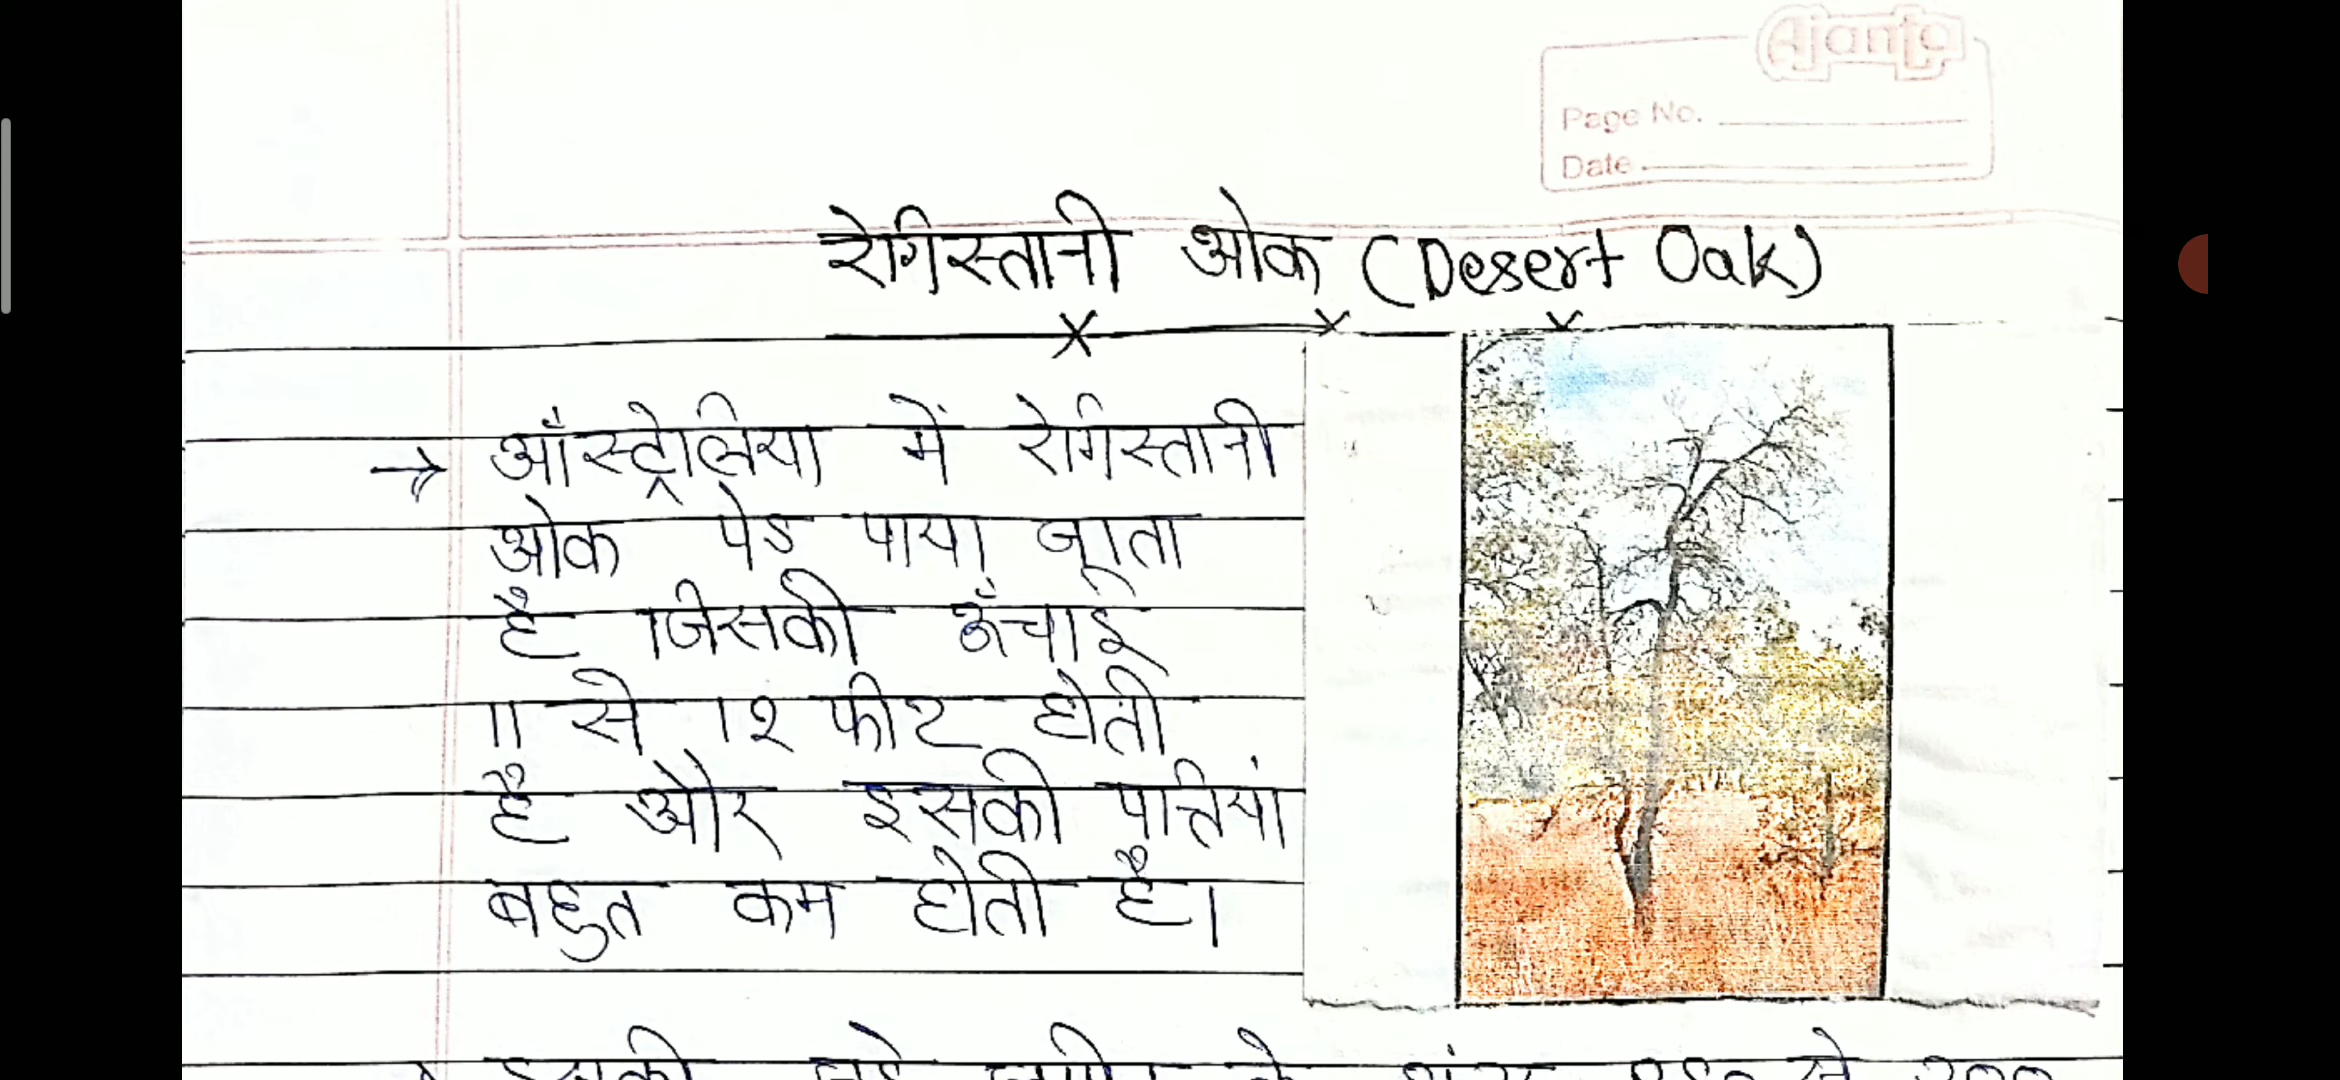 Ajanta
Page No.
Date
रेगिस्तानी ओक (Desert Oak)
→ ऑस्ट्रेलिया में रेगिस्तानी
ओक पेड पाया जाता
है जिसकी ऊँचाई
11 से 12 फीट होती
है और इसकी पत्तियां
बहुत कम होती है।